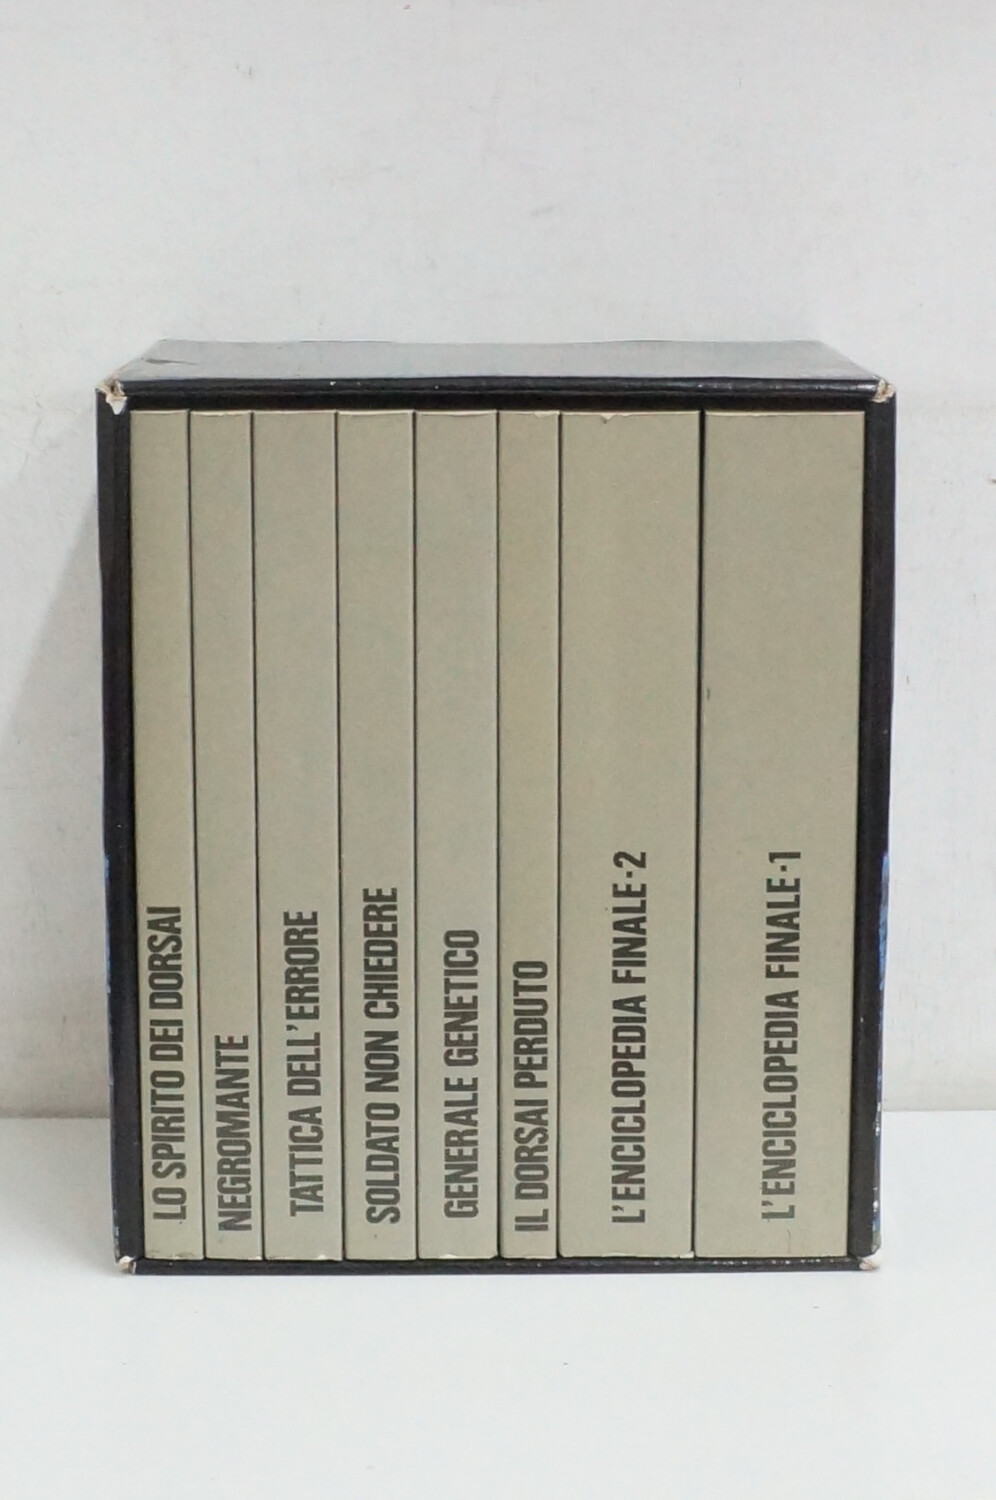 LO SPIRITO DEI DORSAI
NEGROMANTE
TATTICA DELL'ERRORE
SOLDATO NON CHIEDERE
GENERALE GENETICO
IL DORSAI PERDUTO
L'ENCICLOPEDIA FINALE·2
L'ENCICLOPEDIA FINALE·1